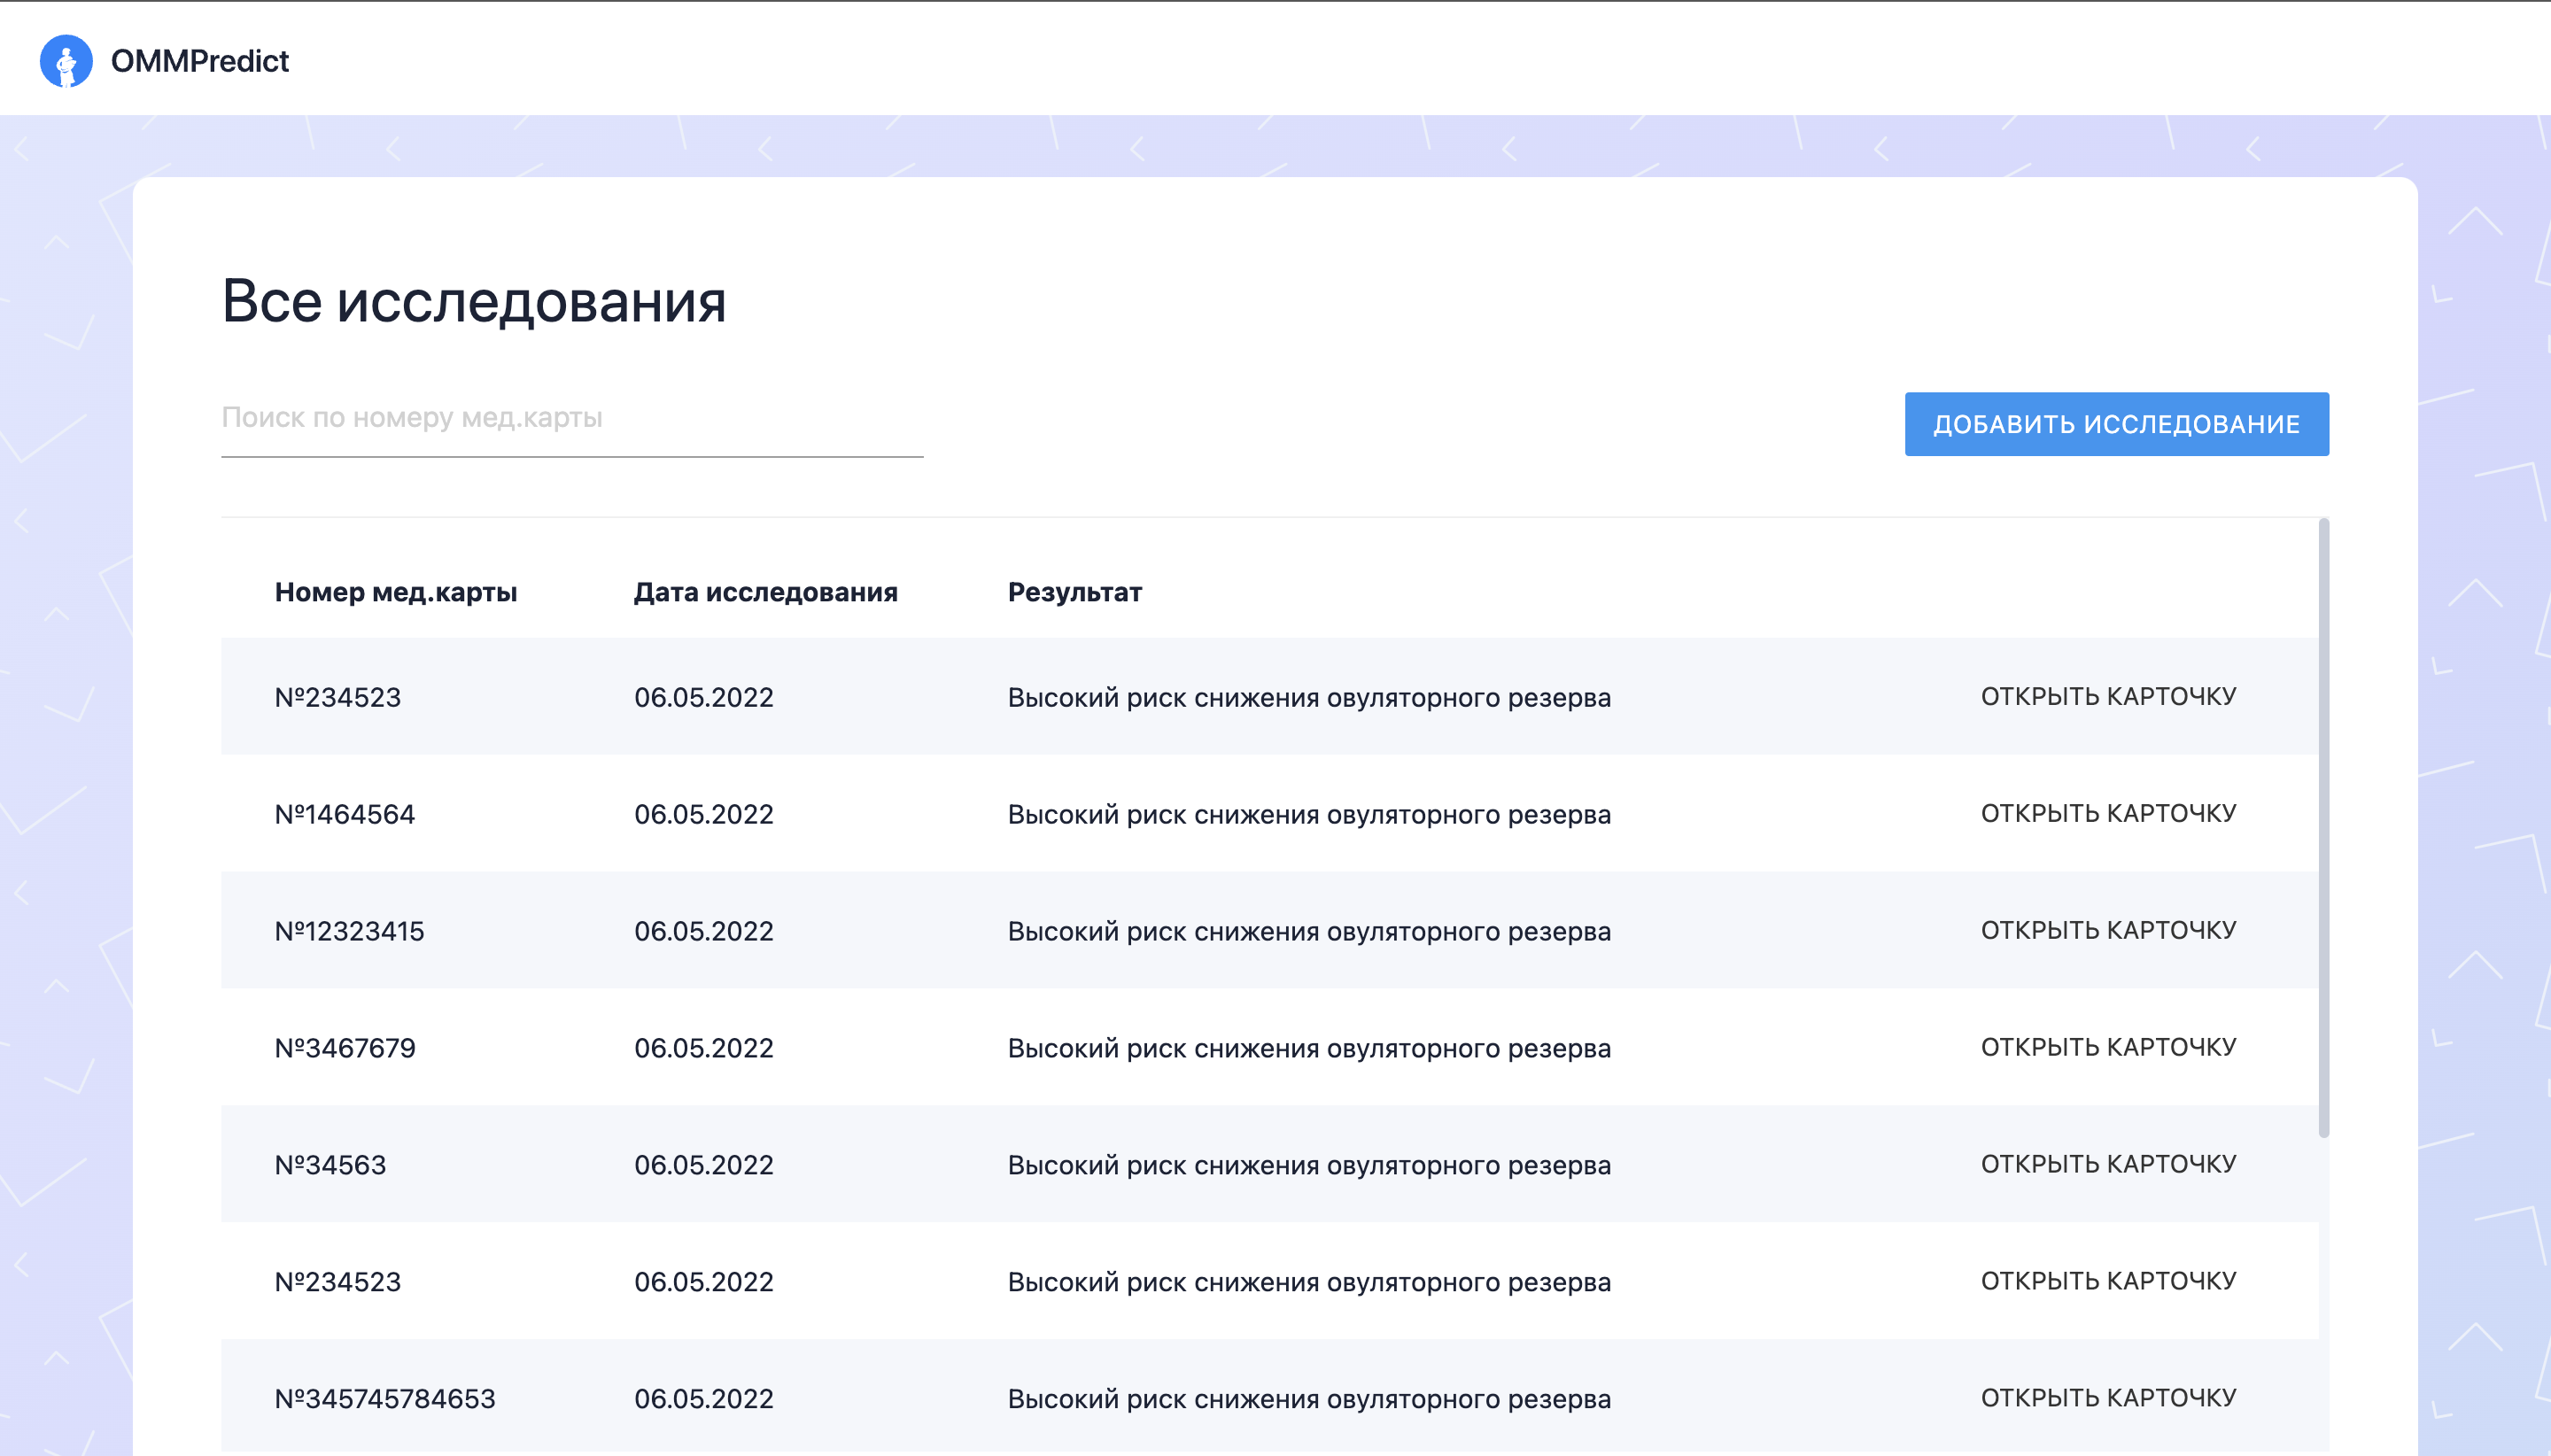 OMMPredict
Все исследования
Поиск по номеру мед.карты
ДОБАВИТЬ ИССЛЕДОВАНИЕ
Номер мед.карты Дата исследования Результат
№234523 06.05.2022 Высокий риск снижения овуляторного резерва ОТКРЫТЬ КАРТОЧКУ
№1464564 06.05.2022 Высокий риск снижения овуляторного резерва ОТКРЫТЬ КАРТОЧКУ
№12323415 06.05.2022 Высокий риск снижения овуляторного резерва ОТКРЫТЬ КАРТОЧКУ
№3467679 06.05.2022 Высокий риск снижения овуляторного резерва ОТКРЫТЬ КАРТОЧКУ
№34563 06.05.2022 Высокий риск снижения овуляторного резерва ОТКРЫТЬ КАРТОЧКУ
№234523 06.05.2022 Высокий риск снижения овуляторного резерва ОТКРЫТЬ КАРТОЧКУ
№345745784653 06.05.2022 Высокий риск снижения овуляторного резерва ОТКРЫТЬ КАРТОЧКУ